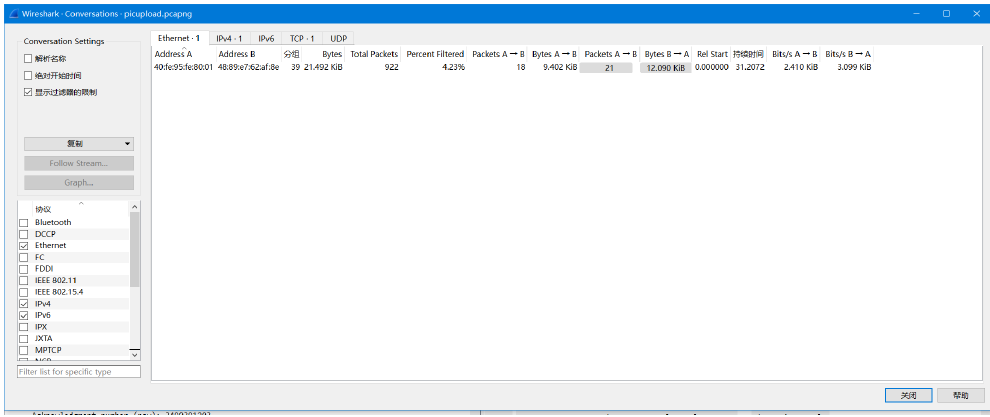 Wireshark · Conversations · picupload.pcapng
Conversation Settings
解析名称
绝对开始时间
显示过滤器的限制
复制
Follow Stream...
Graph...
协议
Bluetooth
DCCP
Ethernet
FC
FDDI
IEEE 802.11
IEEE 802.15.4
IPv4
IPv6
IPX
JXTA
MPTCP
Filter list for specific type
Ethernet · 1 IPv4 · 1 IPv6 TCP · 1 UDP
Address A Address B 分组 Bytes Total Packets Percent Filtered Packets A → B Bytes A → B Packets A → B Bytes B → A Rel Start 持续时间 Bits/s A → B Bits/s B → A
40:fe:95:fe:80:01 48:89:e7:62:af:8e 39 21.492 KiB 922 4.23% 18 9.402 KiB 21 12.090 KiB 0.000000 31.2072 2.410 KiB 3.099 KiB
关闭 帮助